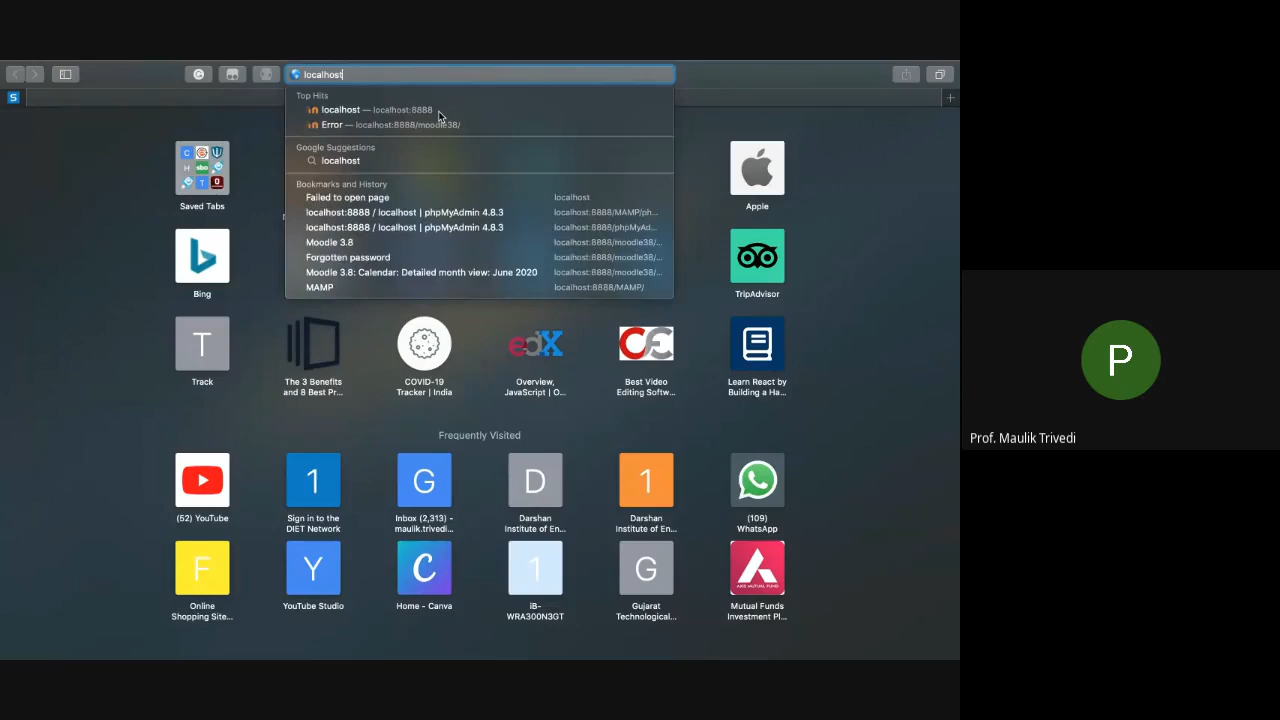 localhost
S
Top Hits
localhost — localhost:8888
Error — localhost:8888/moodle38/
Google Suggestions
localhost
Bookmarks and History
Failed to open page localhost
localhost:8888 / localhost | phpMyAdmin 4.8.3 localhost:8888/MAMP/ph...
localhost:8888 / localhost | phpMyAdmin 4.8.3 localhost:8888/phpMyAd...
Moodle 3.8 localhost:8888/moodle38/...
Forgotten password localhost:8888/moodle38/...
Moodle 3.8: Calendar: Detailed month view: June 2020 localhost:8888/moodle38/...
MAMP localhost:8888/MAMP/
Saved Tabs
Apple
Bing
TripAdvisor
T
edX
CE
Track
The 3 Benefits
and 8 Best Pr...
COVID-19
Tracker | India
Overview,
JavaScript | O...
Best Video
Editing Softw...
Learn React by
Building a Ha...
Frequently Visited
1
G
D
1
(52) YouTube
Sign in to the
DIET Network
Inbox (2,313) -
maulik.trivedi...
Darshan
Institute of En...
Darshan
Institute of En...
(109)
WhatsApp
F
Y
C
1
G
AXIS MUTUAL FUND
Online
Shopping Site...
YouTube Studio
Home - Canva
iB-
WRA300N3GT
Gujarat
Technological...
Mutual Funds
Investment Pl...
P
Prof. Maulik Trivedi